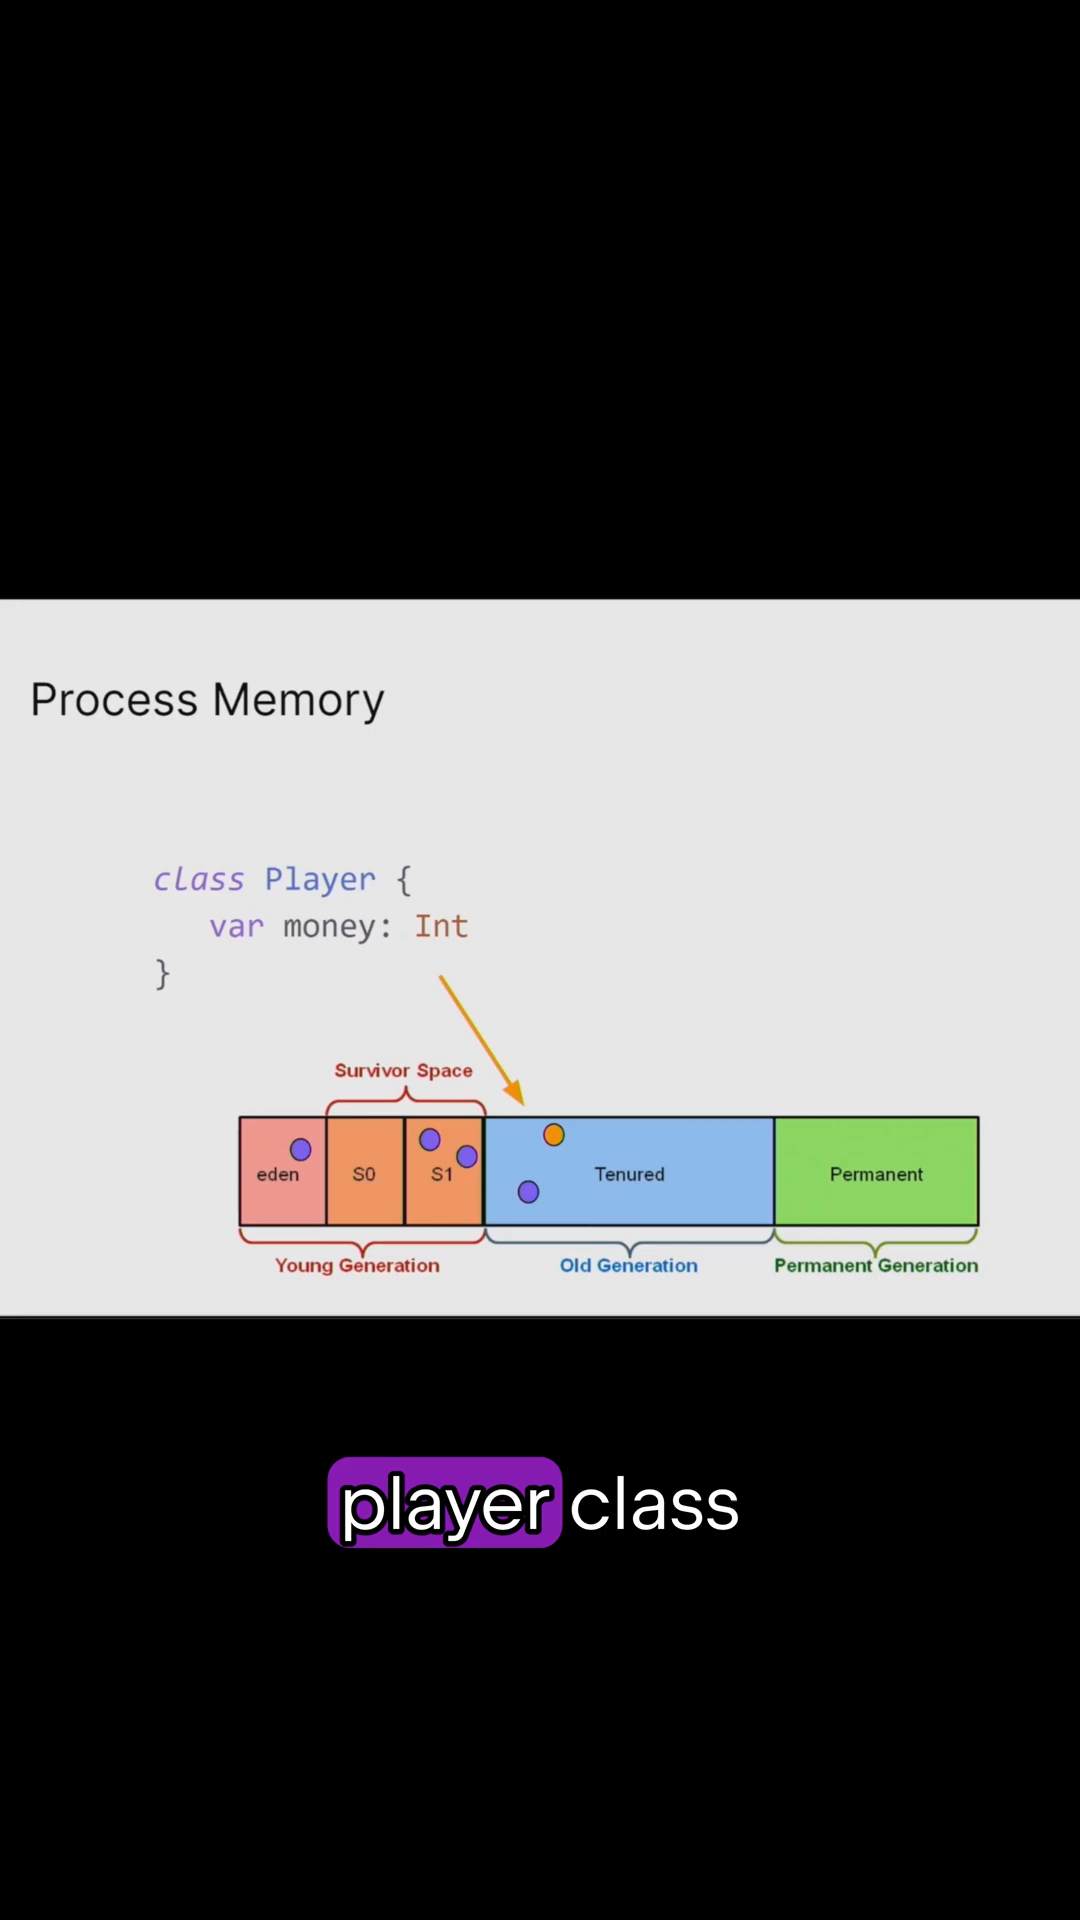 Process Memory
class Player {
var money: Int
}
Survivor Space
eden S0 S1 Tenured Permanent
Young Generation Old Generation Permanent Generation
player class